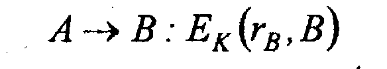 A → B : E_K(r_B, B)